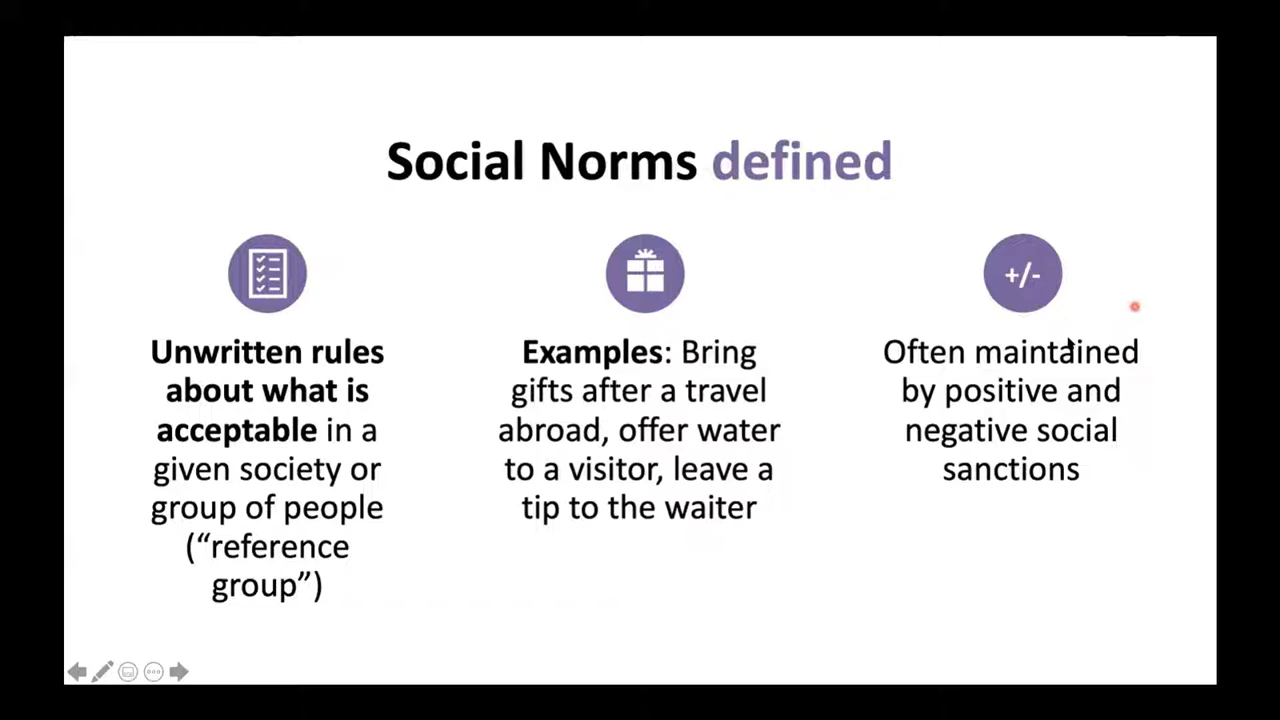 Social Norms defined
Unwritten rules
about what is
acceptable in a
given society or
group of people
(“reference
group”)
Examples: Bring
gifts after a travel
abroad, offer water
to a visitor, leave a
tip to the waiter
+/-
Often maintained
by positive and
negative social
sanctions